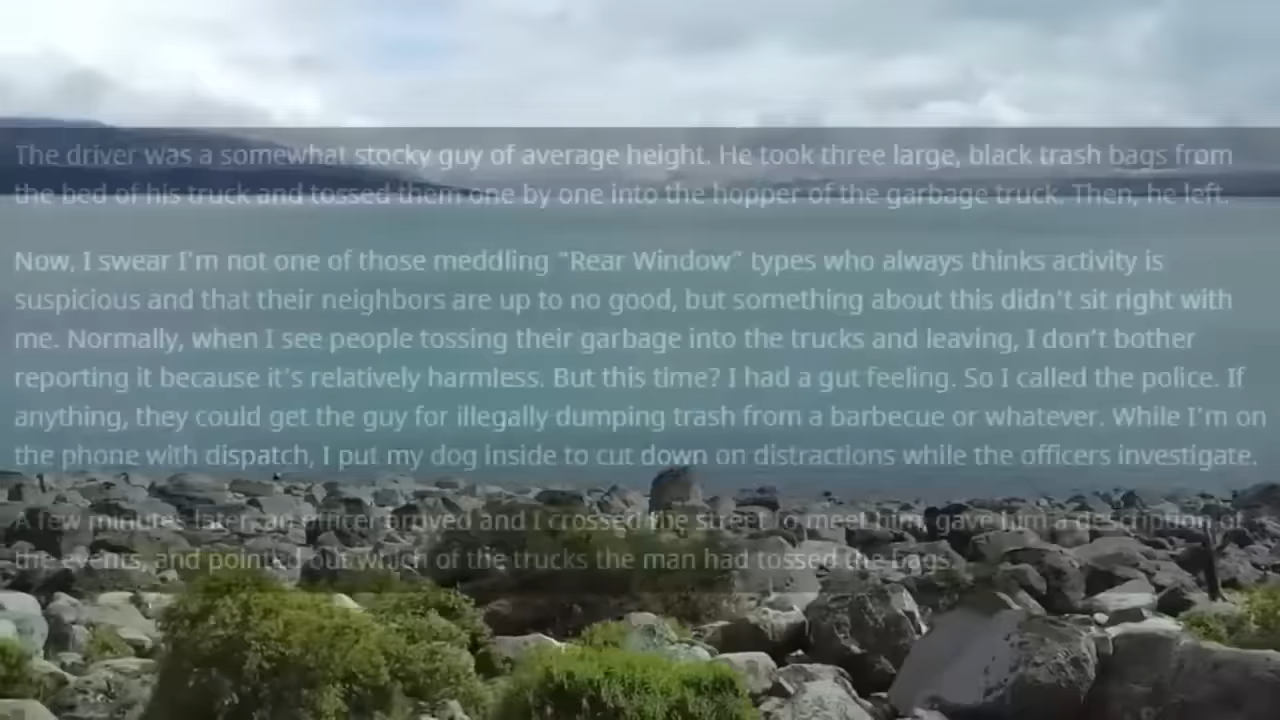 The driver was a somewhat stocky guy of average height. He took three large, black trash bags from
the bed of his truck and tossed them one by one into the hopper of the garbage truck. Then, he left.
Now, I swear I'm not one of those meddling "Rear Window" types who always thinks activity is
suspicious and that their neighbors are up to no good, but something about this didn't sit right with
me. Normally, when I see people tossing their garbage into the trucks and leaving, I don't bother
reporting it because it's relatively harmless. But this time? I had a gut feeling. So I called the police. If
anything, they could get the guy for illegally dumping trash from a barbecue or whatever. While I'm on
the phone with dispatch, I put my dog inside to cut down on distractions while the officers investigate.
A few minutes later, an officer arrived and I crossed the street to meet him, gave him a description of
the events, and pointed out which of the trucks the man had tossed the bags.